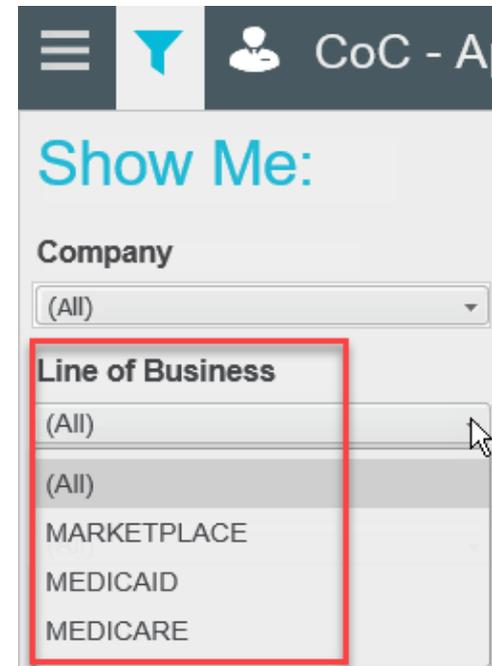 CoC - A
Show Me:
Company
(All)
Line of Business
(All)
(All)
MARKETPLACE
MEDICAID
MEDICARE